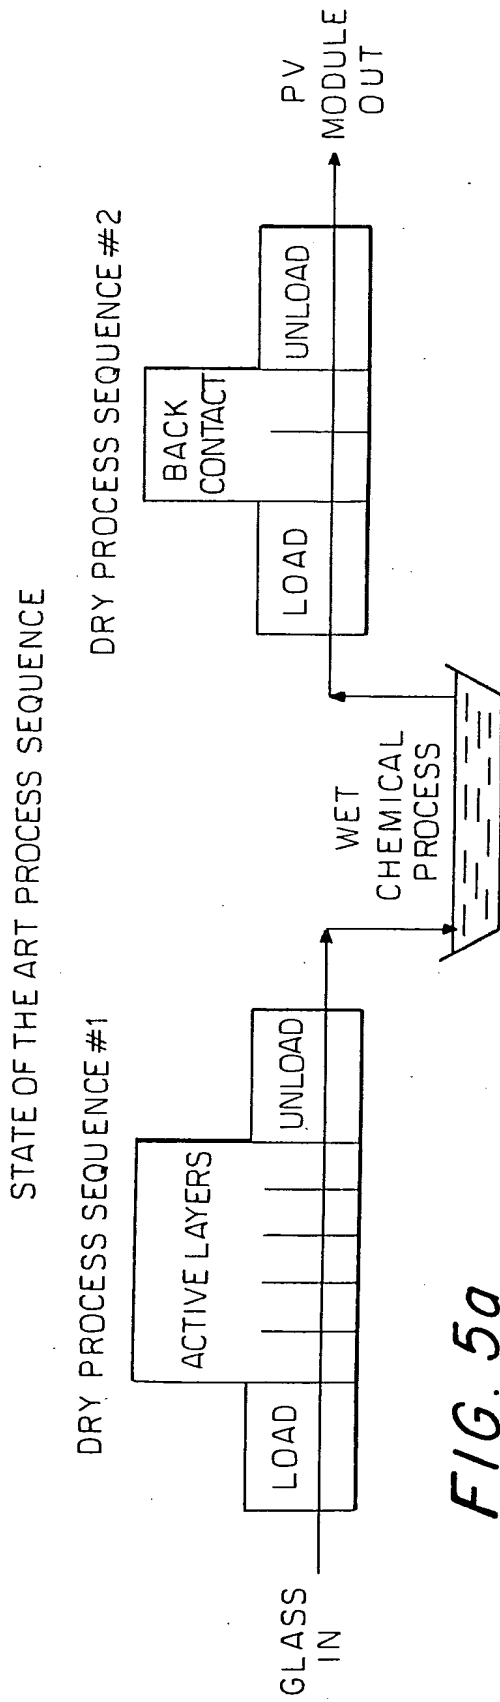 STATE OF THE ART PROCESS SEQUENCE
DRY PROCESS SEQUENCE #1
DRY PROCESS SEQUENCE #2
GLASS
IN
LOAD
ACTIVE LAYERS
UNLOAD
WET
CHEMICAL
PROCESS
LOAD
BACK
CONTACT
UNLOAD
PV
MODULE
OUT
FIG. 5a